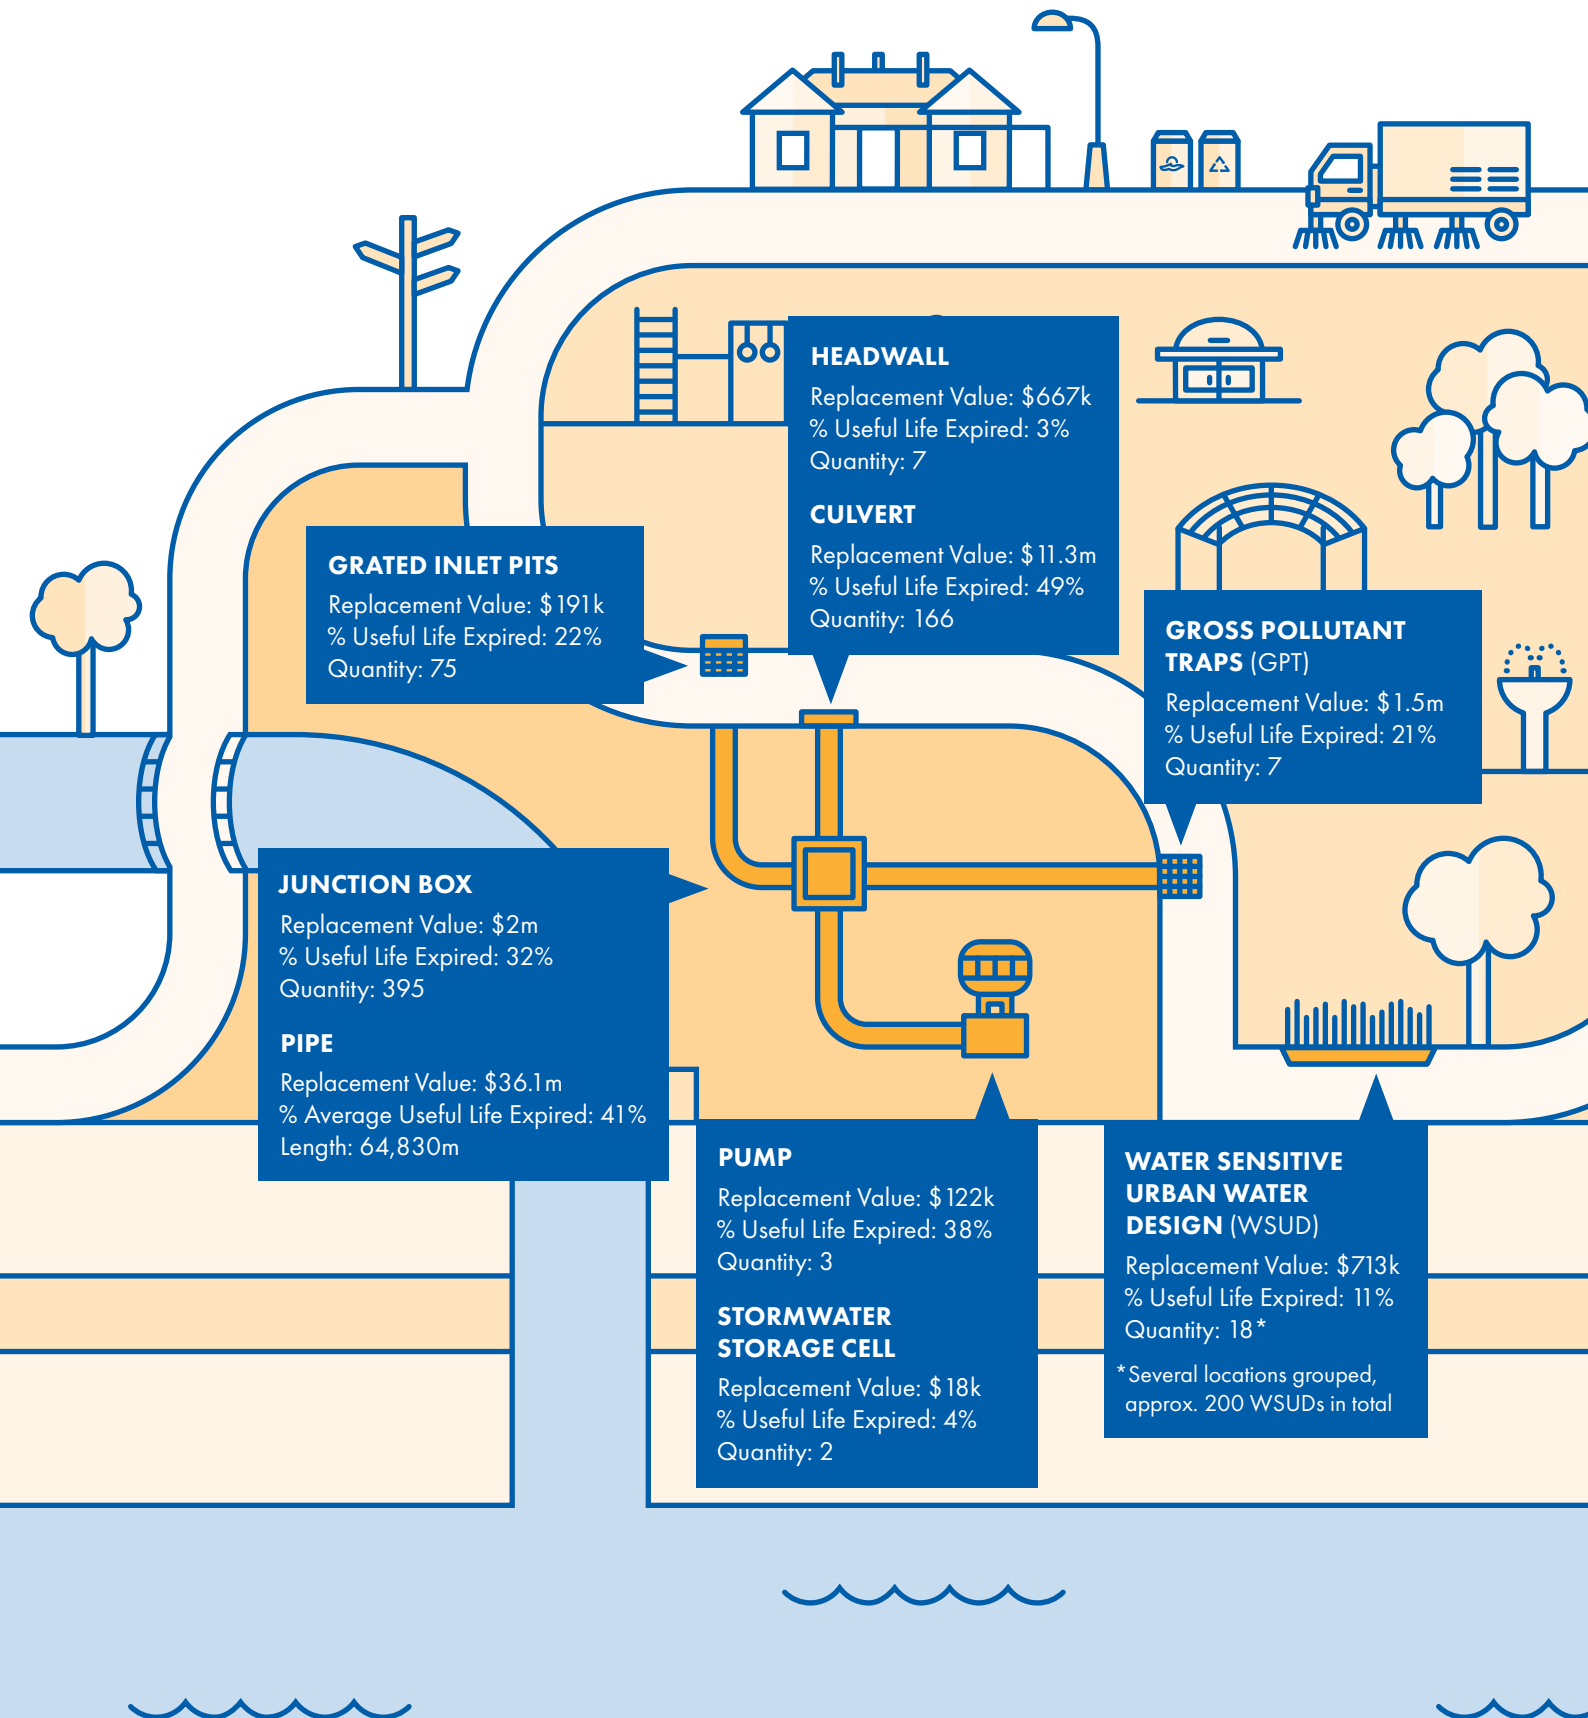 HEADWALL
Replacement Value: $667k
% Useful Life Expired: 3%
Quantity: 7
CULVERT
Replacement Value: $11.3m
% Useful Life Expired: 49%
Quantity: 166
GRATED INLET PITS
Replacement Value: $191k
% Useful Life Expired: 22%
Quantity: 75
GROSS POLLUTANT
TRAPS (GPT)
Replacement Value: $1.5m
% Useful Life Expired: 21%
Quantity: 7
JUNCTION BOX
Replacement Value: $2m
% Useful Life Expired: 32%
Quantity: 395
PIPE
Replacement Value: $36.1m
% Average Useful Life Expired: 41%
Length: 64,830m
PUMP
Replacement Value: $122k
% Useful Life Expired: 38%
Quantity: 3
STORMWATER
STORAGE CELL
Replacement Value: $18k
% Useful Life Expired: 4%
Quantity: 2
WATER SENSITIVE
URBAN WATER
DESIGN (WSUD)
Replacement Value: $713k
% Useful Life Expired: 11%
Quantity: 18*
*Several locations grouped,
approx. 200 WSUDs in total